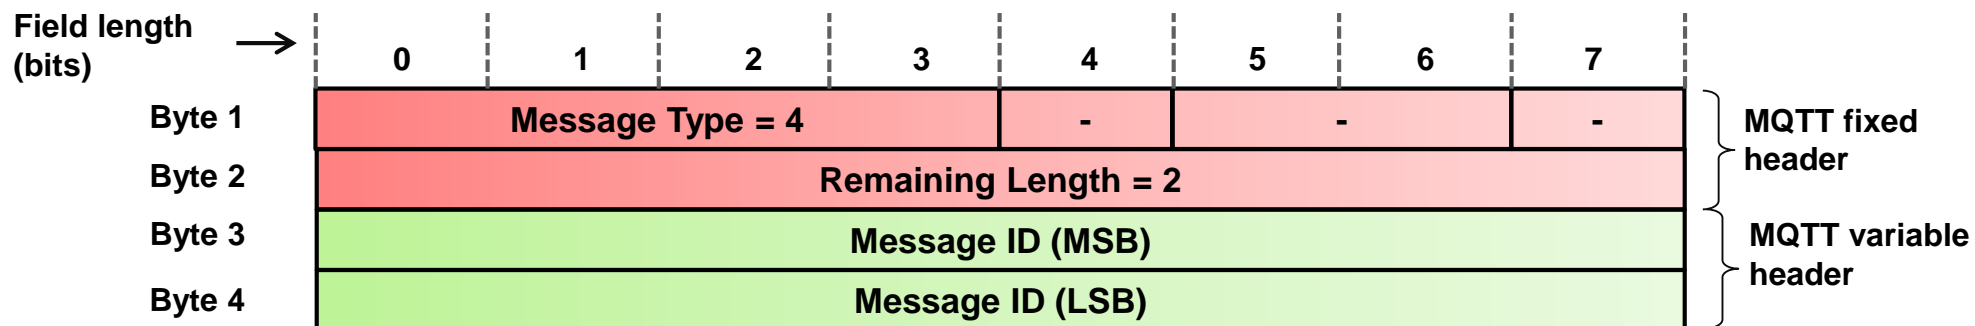 Field length
(bits)
0 1 2 3 4 5 6 7
Byte 1 Message Type = 4 - - -
MQTT fixed
header
Byte 2 Remaining Length = 2
Byte 3 Message ID (MSB)
MQTT variable
header
Byte 4 Message ID (LSB)